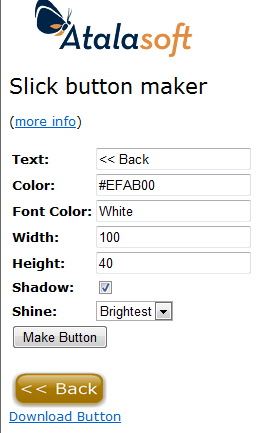 Atalasoft
Slick button maker
(more info)
Text: << Back
Color: #EFAB00
Font Color: White
Width: 100
Height: 40
Shadow:
Shine: Brightest
Make Button
<< Back
Download Button